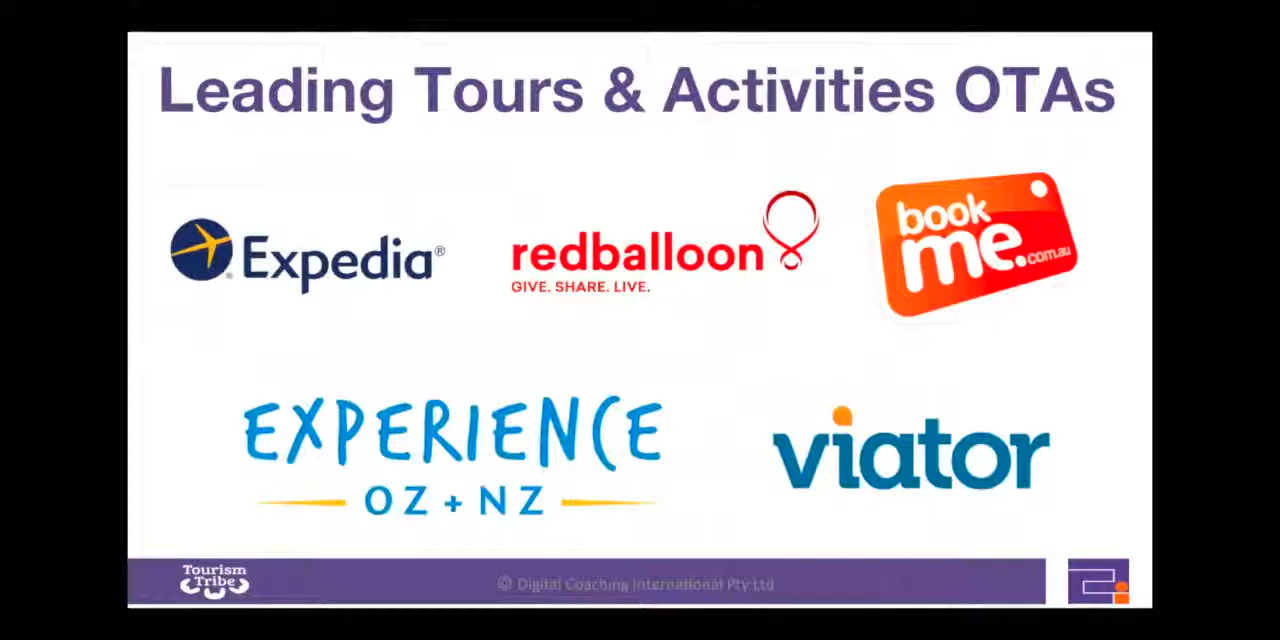 Leading Tours & Activities OTAs
Expedia®
redballoon
GIVE. SHARE. LIVE.
book
me.com.au
EXPERIENCE
OZ + NZ
viator
Tourism
Tribe
© Digital Coaching International Pty Ltd